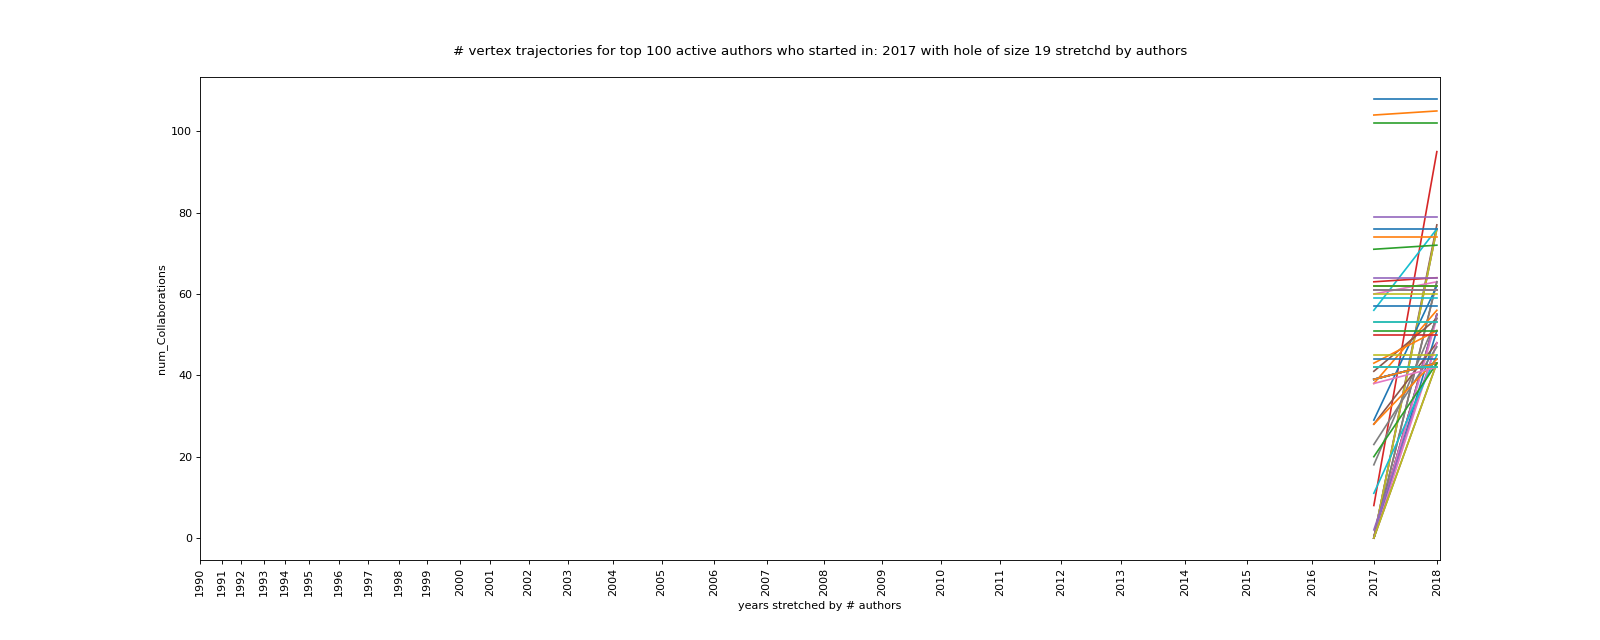 # vertex trajectories for top 100 active authors who started in: 2017 with hole of size 19 stretchd by authors
100
80
60
40
20
0
num_Collaborations
1990 1991 1992 1993 1994 1995 1996 1997 1998 1999 2000 2001 2002 2003 2004 2005 2006 2007 2008 2009 2010 2011 2012 2013 2014 2015 2016 2017 2018
years stretched by # authors